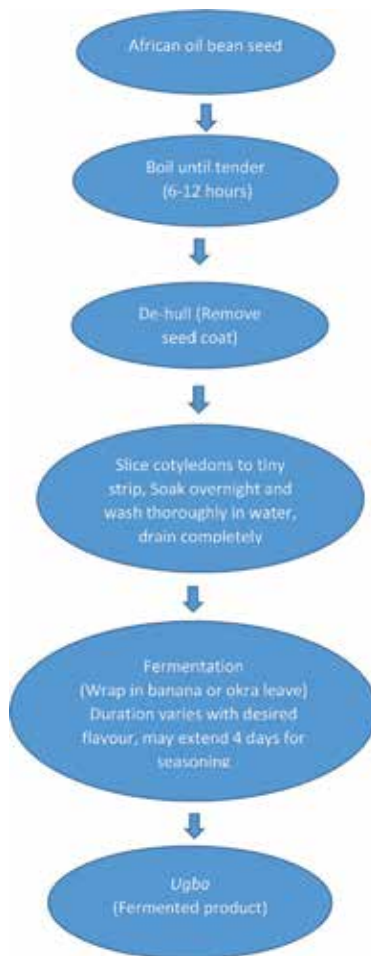 African oil bean seed
Boil until tender
(6-12 hours)
De-hull (Remove
seed coat)
Slice cotyledons to tiny
strip, Soak overnight and
wash thoroughly in water,
drain completely
Fermentation
(Wrap in banana or okra leave)
Duration varies with desired
flavour, may extend 4 days for
seasoning
Ugba
(Fermented product)